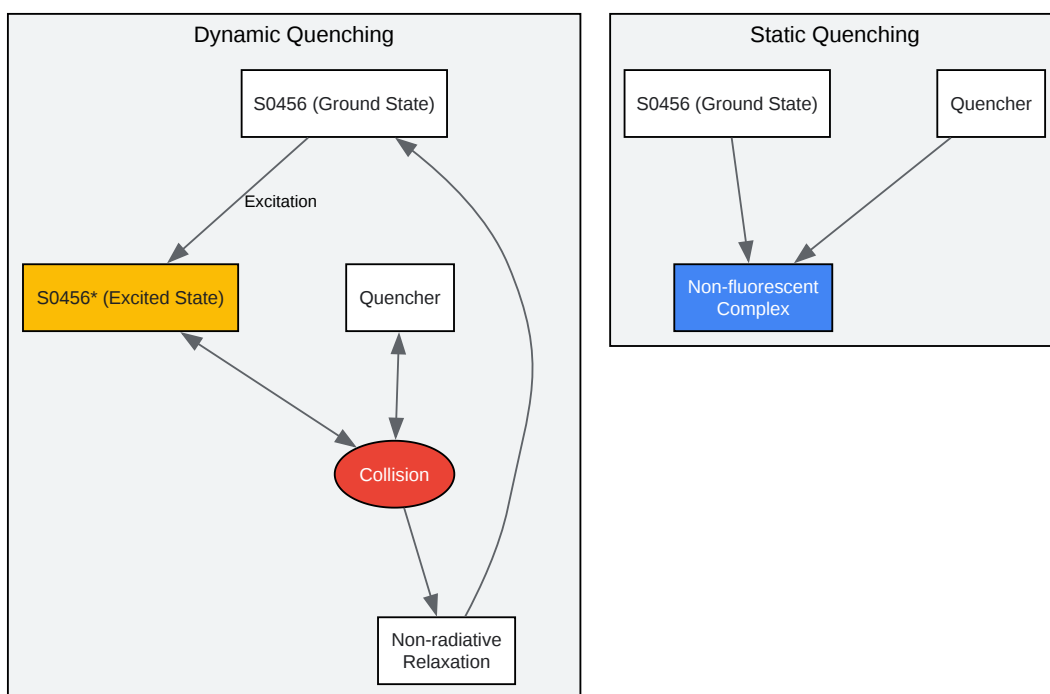 Dynamic Quenching
S0456 (Ground State)
Excitation
S0456* (Excited State)
Quencher
Collision
Non-radiative
Relaxation
Static Quenching
S0456 (Ground State)
Quencher
Non-fluorescent
Complex